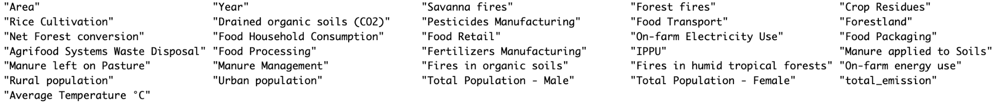 "Area" "Year" "Savanna fires" "Forest fires" "Crop Residues"
"Rice Cultivation" "Drained organic soils (CO2)" "Pesticides Manufacturing" "Food Transport" "Forestland"
"Net Forest conversion" "Food Household Consumption" "Food Retail" "On-farm Electricity Use" "Food Packaging"
"Agrifood Systems Waste Disposal" "Food Processing" "Fertilizers Manufacturing" "IPPU" "Manure applied to Soils"
"Manure left on Pasture" "Manure Management" "Fires in organic soils" "Fires in humid tropical forests" "On-farm energy use"
"Rural population" "Urban population" "Total Population - Male" "Total Population - Female" "total_emission"
"Average Temperature °C"